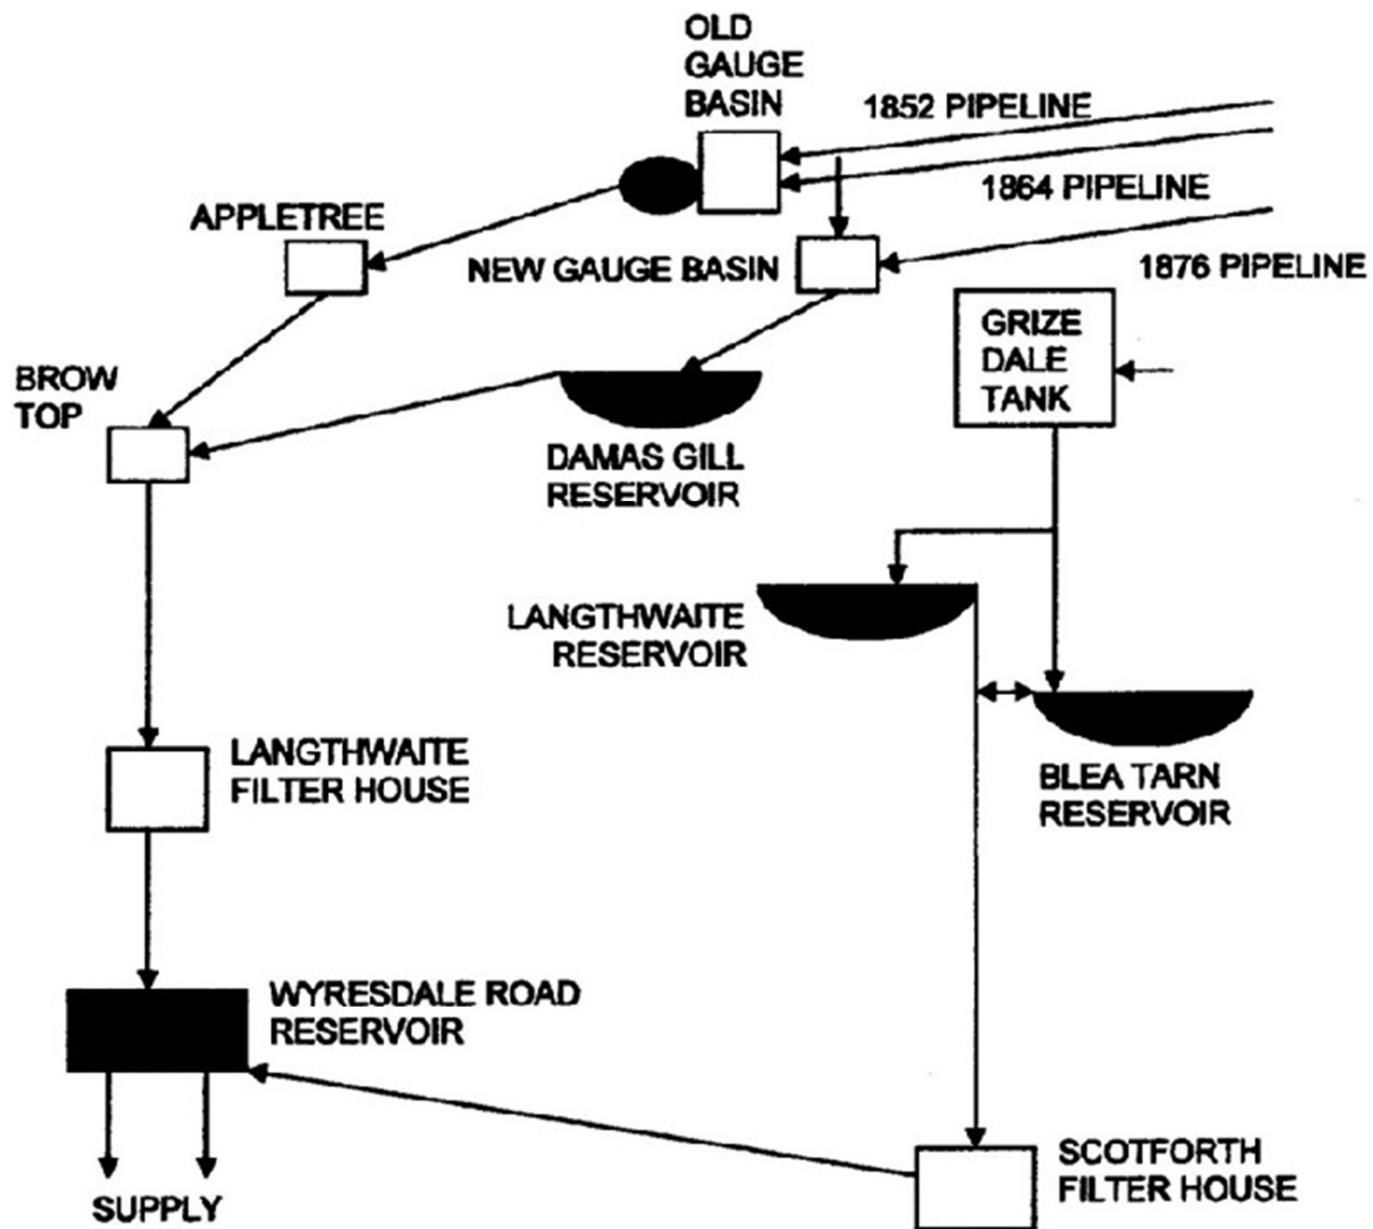 OLD
GAUGE
BASIN
1852 PIPELINE
1864 PIPELINE
APPLETREE
NEW GAUGE BASIN
1876 PIPELINE
GRIZE
DALE
TANK
BROW
TOP
DAMAS GILL
RESERVOIR
LANGTHWAITE
RESERVOIR
LANGTHWAITE
FILTER HOUSE
BLEA TARN
RESERVOIR
WYRESDALE ROAD
RESERVOIR
SCOTFORTH
FILTER HOUSE
SUPPLY